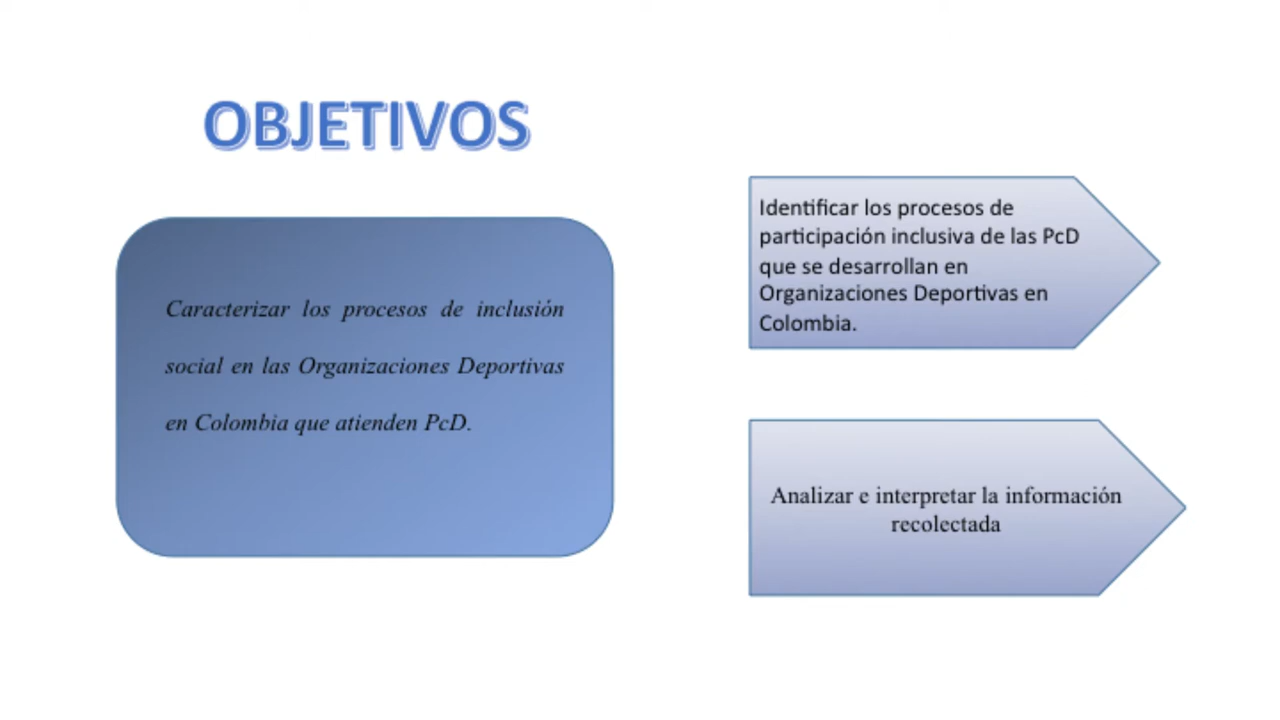 OBJETIVOS
Caracterizar los procesos de inclusión
social en las Organizaciones Deportivas
en Colombia que atienden PcD.
Identificar los procesos de
participación inclusiva de las PcD
que se desarrollan en
Organizaciones Deportivas en
Colombia.
Analizar e interpretar la información
recolectada